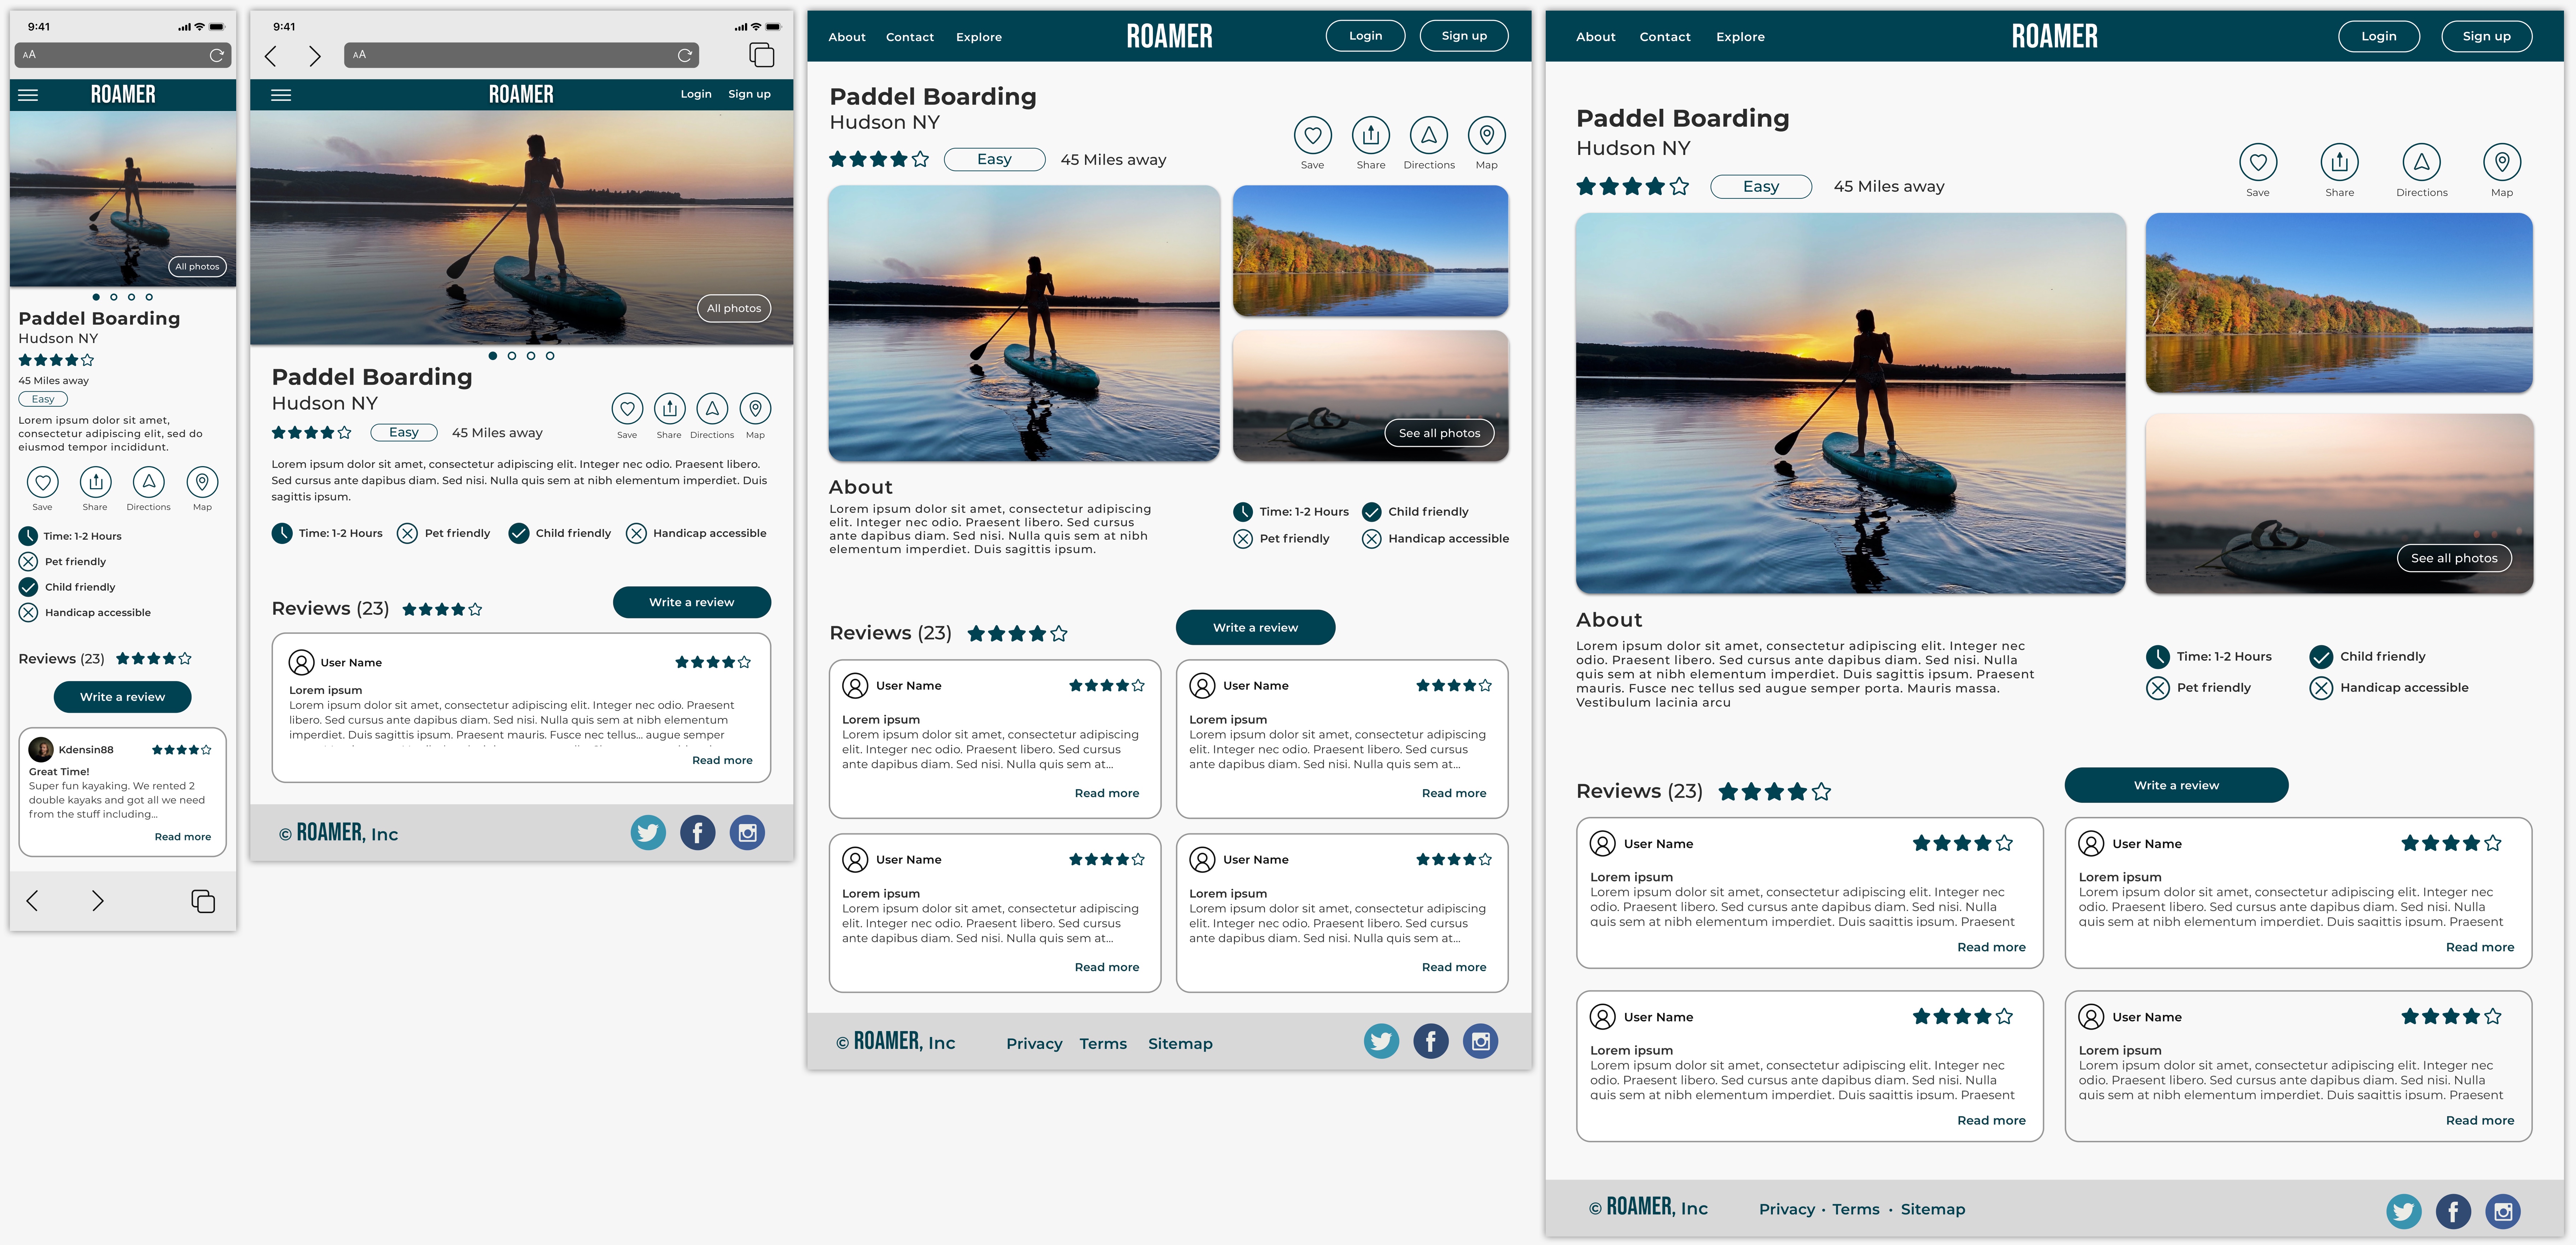 9:41
AA
ROAMER
All photos
Paddel Boarding
Hudson NY
45 Miles away
Easy
Lorem ipsum dolor sit amet,
consectetur adipiscing elit, sed do
eiusmod tempor incididunt.
Save Share Directions Map
Time: 1-2 Hours
Pet friendly
Child friendly
Handicap accessible
Reviews (23)
Write a review
Kdensin88
Great Time!
Super fun kayaking. We rented 2
double kayaks and got all we need
from the stuff including...
Read more
9:41
AA
ROAMER Login Sign up
All photos
Paddel Boarding
Hudson NY
Easy 45 Miles away
Save Share Directions Map
Lorem ipsum dolor sit amet, consectetur adipiscing elit. Integer nec odio. Praesent libero.
Sed cursus ante dapibus diam. Sed nisi. Nulla quis sem at nibh elementum imperdiet. Duis
sagittis ipsum.
Time: 1-2 Hours Pet friendly Child friendly Handicap accessible
Reviews (23) Write a review
User Name
Lorem ipsum
Lorem ipsum dolor sit amet, consectetur adipiscing elit. Integer nec odio. Praesent
libero. Sed cursus ante dapibus diam. Sed nisi. Nulla quis sem at nibh elementum
imperdiet. Duis sagittis ipsum. Praesent mauris. Fusce nec tellus... augue semper
Read more
© ROAMER, Inc
About Contact Explore ROAMER Login Sign up
Paddel Boarding
Hudson NY
Easy 45 Miles away
Save Share Directions Map
See all photos
About
Lorem ipsum dolor sit amet, consectetur adipiscing
elit. Integer nec odio. Praesent libero. Sed cursus
ante dapibus diam. Sed nisi. Nulla quis sem at nibh
elementum imperdiet. Duis sagittis ipsum.
Time: 1-2 Hours Child friendly
Pet friendly Handicap accessible
Reviews (23) Write a review
User Name
Lorem ipsum
Lorem ipsum dolor sit amet, consectetur adipiscing
elit. Integer nec odio. Praesent libero. Sed cursus
ante dapibus diam. Sed nisi. Nulla quis sem at...
Read more
User Name
Lorem ipsum
Lorem ipsum dolor sit amet, consectetur adipiscing
elit. Integer nec odio. Praesent libero. Sed cursus
ante dapibus diam. Sed nisi. Nulla quis sem at...
Read more
User Name
Lorem ipsum
Lorem ipsum dolor sit amet, consectetur adipiscing
elit. Integer nec odio. Praesent libero. Sed cursus
ante dapibus diam. Sed nisi. Nulla quis sem at...
Read more
User Name
Lorem ipsum
Lorem ipsum dolor sit amet, consectetur adipiscing
elit. Integer nec odio. Praesent libero. Sed cursus
ante dapibus diam. Sed nisi. Nulla quis sem at...
Read more
© ROAMER, Inc Privacy Terms Sitemap
About Contact Explore ROAMER Login Sign up
Paddel Boarding
Hudson NY
Easy 45 Miles away
Save Share Directions Map
See all photos
About
Lorem ipsum dolor sit amet, consectetur adipiscing elit. Integer nec
odio. Praesent libero. Sed cursus ante dapibus diam. Sed nisi. Nulla
quis sem at nibh elementum imperdiet. Duis sagittis ipsum. Praesent
mauris. Fusce nec tellus sed augue semper porta. Mauris massa.
Vestibulum lacinia arcu
Time: 1-2 Hours Child friendly
Pet friendly Handicap accessible
Reviews (23) Write a review
User Name
Lorem ipsum
Lorem ipsum dolor sit amet, consectetur adipiscing elit. Integer nec
odio. Praesent libero. Sed cursus ante dapibus diam. Sed nisi. Nulla
quis sem at nibh elementum imperdiet. Duis sagittis ipsum. Praesent
Read more
User Name
Lorem ipsum
Lorem ipsum dolor sit amet, consectetur adipiscing elit. Integer nec
odio. Praesent libero. Sed cursus ante dapibus diam. Sed nisi. Nulla
quis sem at nibh elementum imperdiet. Duis sagittis ipsum. Praesent
Read more
User Name
Lorem ipsum
Lorem ipsum dolor sit amet, consectetur adipiscing elit. Integer nec
odio. Praesent libero. Sed cursus ante dapibus diam. Sed nisi. Nulla
quis sem at nibh elementum imperdiet. Duis sagittis ipsum. Praesent
Read more
User Name
Lorem ipsum
Lorem ipsum dolor sit amet, consectetur adipiscing elit. Integer nec
odio. Praesent libero. Sed cursus ante dapibus diam. Sed nisi. Nulla
quis sem at nibh elementum imperdiet. Duis sagittis ipsum. Praesent
Read more
© ROAMER, Inc Privacy • Terms • Sitemap